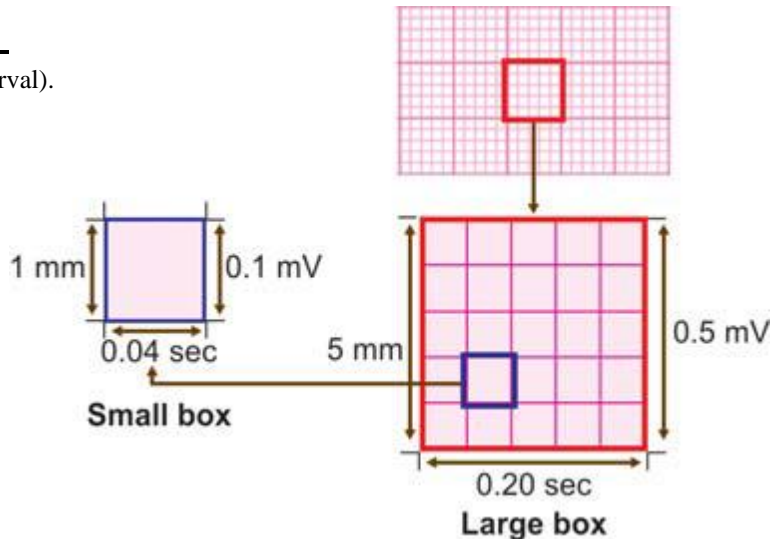 rval).
1 mm
0.1 mV
0.04 sec
Small box
5 mm
0.5 mV
0.20 sec
Large box